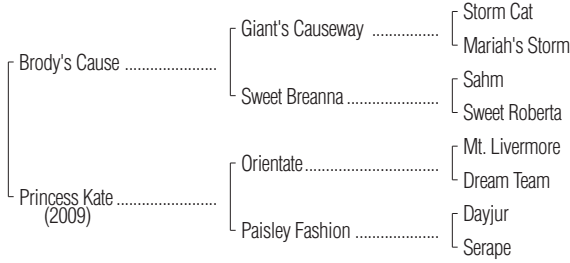 Storm Cat
Giant's Causeway ..................
Mariah's Storm
Brody's Cause .......................
Sahm
Sweet Breanna .......................
Sweet Roberta
Mt. Livermore
Orientate.................................
Dream Team
Princess Kate .........................
(2009)
Dayjur
Paisley Fashion .....................
Serape